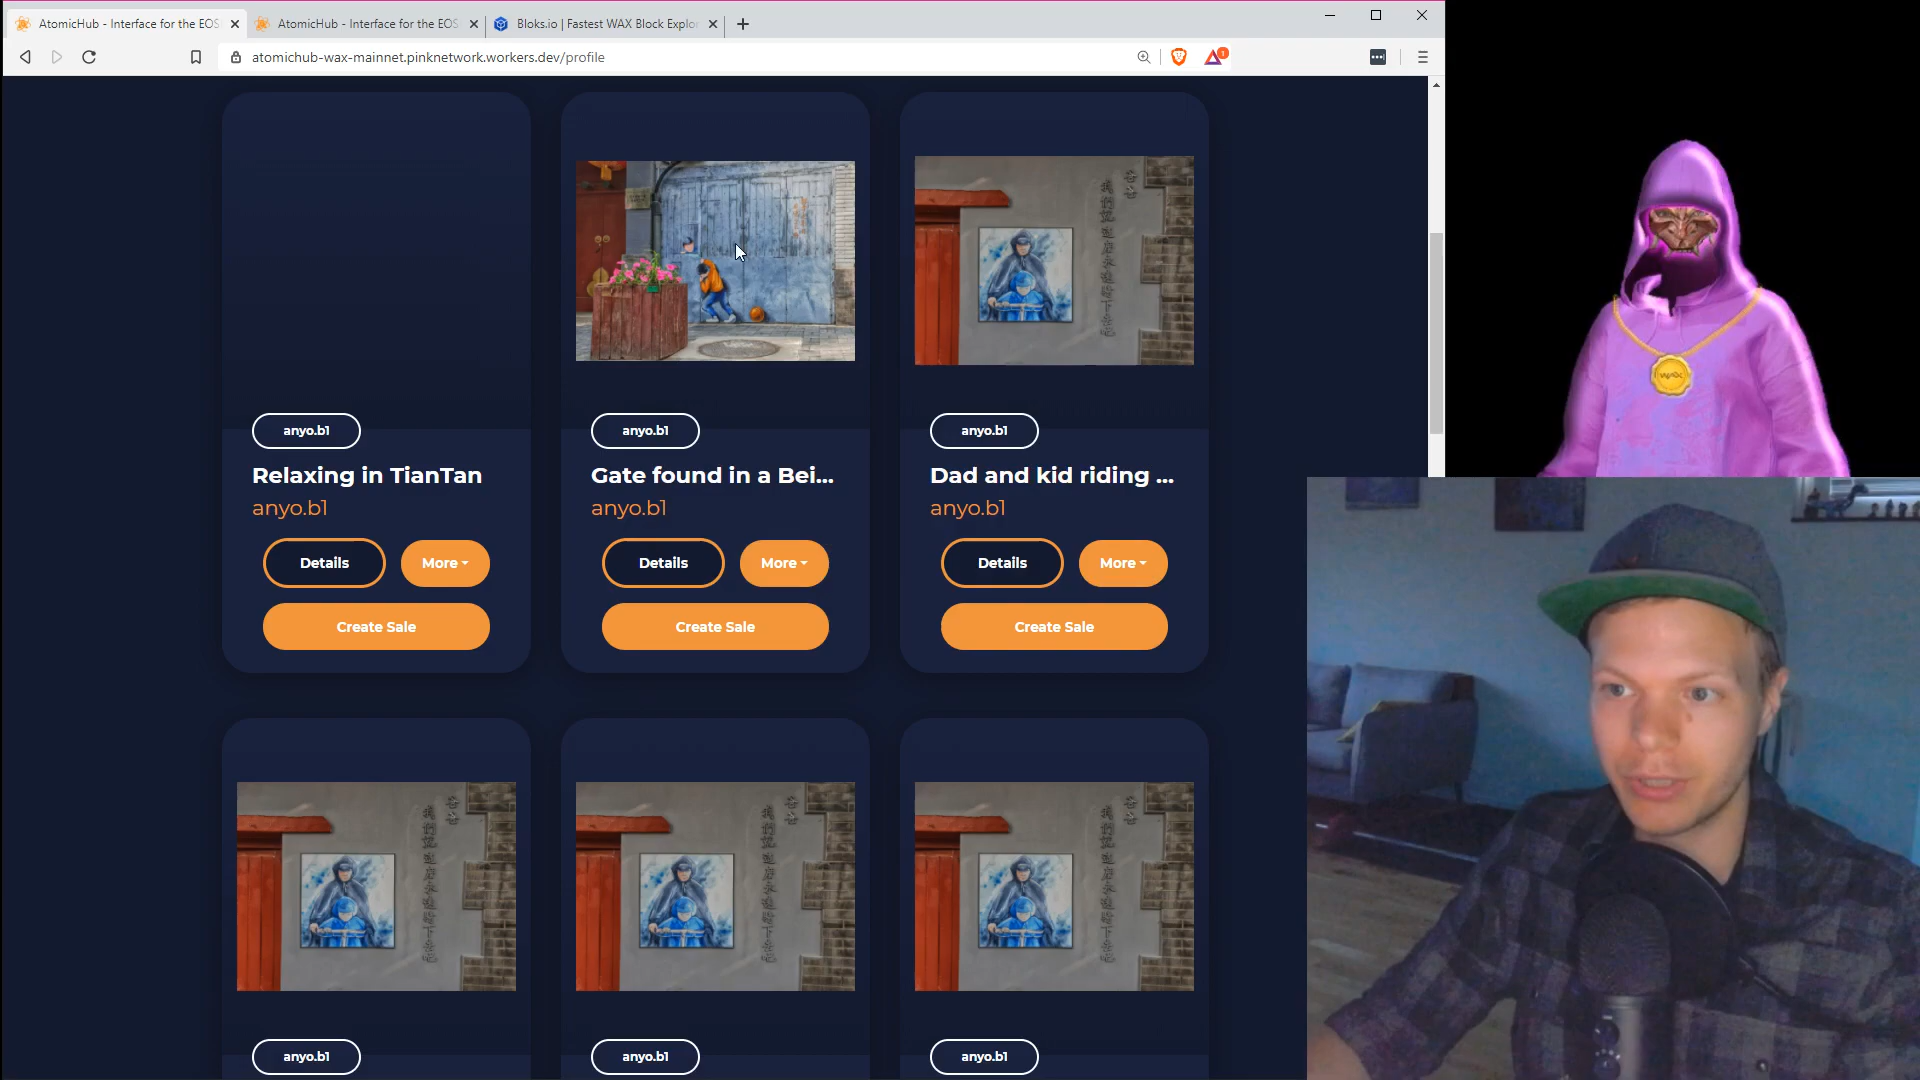 AtomicHub - Interface for the EOS
AtomicHub - Interface for the EOS
Bloks.io | Fastest WAX Block Explor
atomichub-wax-mainnet.pinknetwork.workers.dev/profile
1
anyo.b1
Relaxing in TianTan
anyo.b1
Details
More
Create Sale
anyo.b1
Gate found in a Bei...
anyo.b1
Details
More
Create Sale
anyo.b1
Dad and kid riding ...
anyo.b1
Details
More
Create Sale
anyo.b1
anyo.b1
anyo.b1